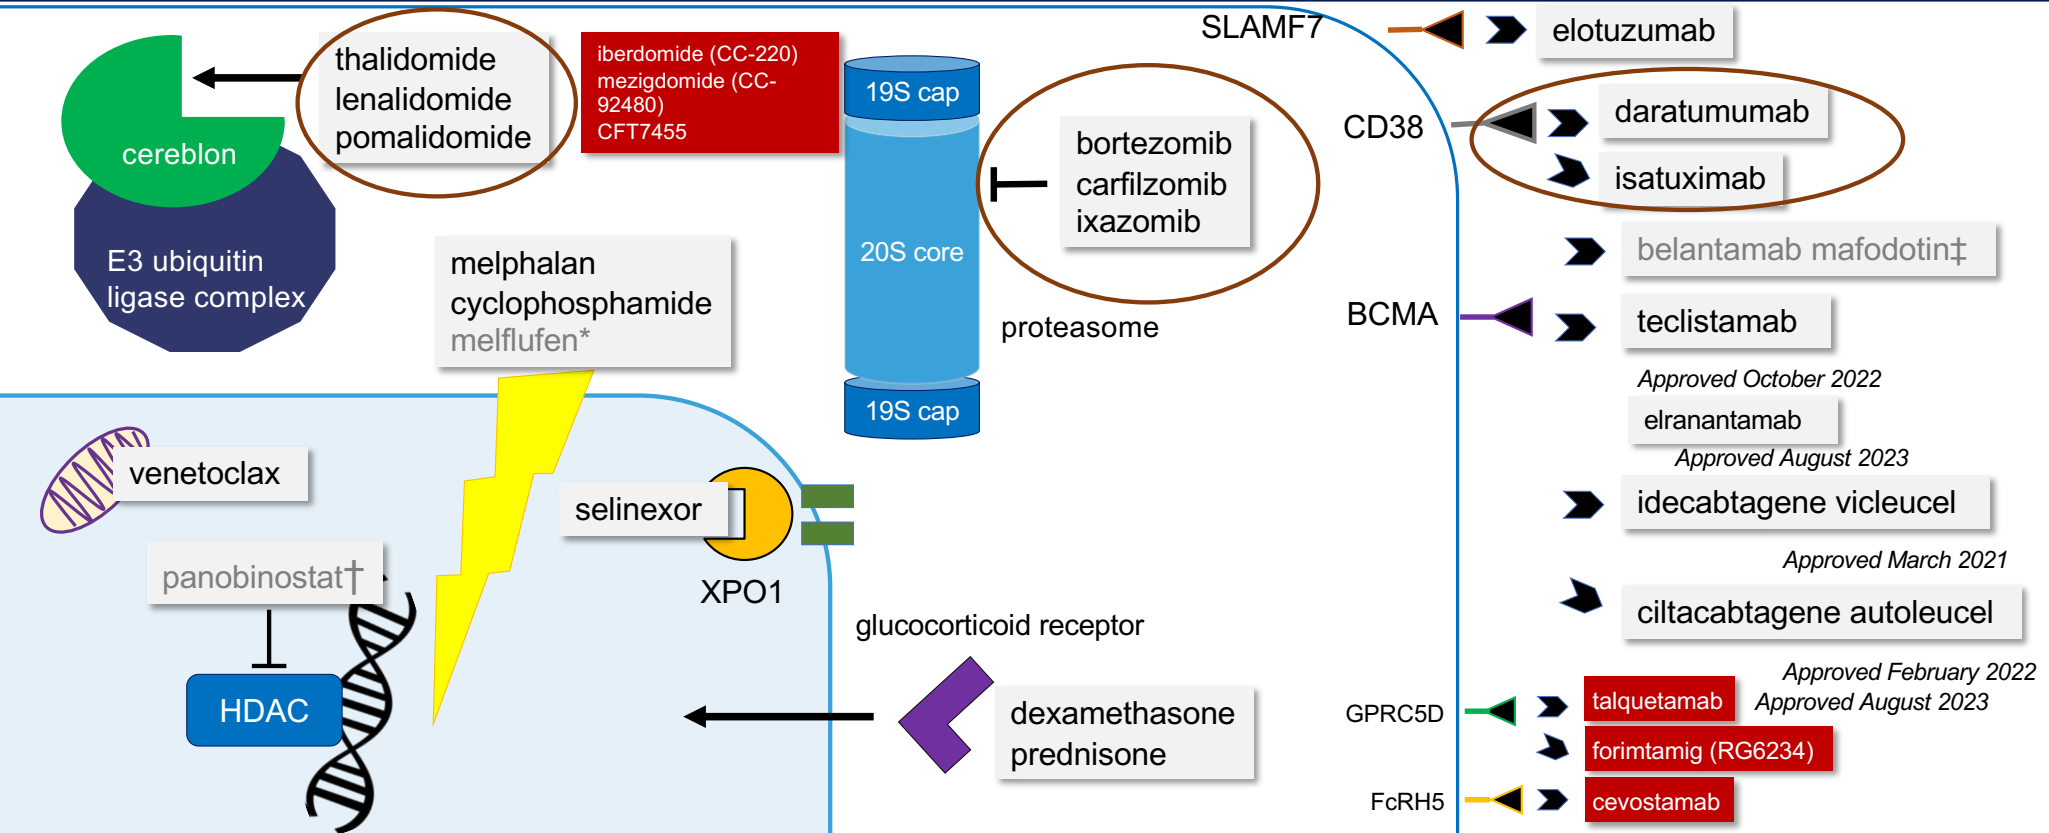 thalidomide
lenalidomide
pomalidomide
iberdomide (CC-220)
mezigdomide (CC-
92480)
CFT7455
cereblon
E3 ubiquitin
ligase complex
19S cap
20S core
19S cap
bortezomib
carfilzomib
ixazomib
proteasome
melphalan
cyclophosphamide
melflufen*
venetoclax
panobinostat†
HDAC
selinexor
XPO1
glucocorticoid receptor
dexamethasone
prednisone
SLAMF7
elotuzumab
CD38
daratumumab
isatuximab
belantamab mafodotin‡
BCMA
teclistamab
Approved October 2022
elranantamab
Approved August 2023
idecabtagene vicleucel
Approved March 2021
ciltacabtagene autoleucel
Approved February 2022
GPRC5D
talquetamab
Approved August 2023
forimtamig (RG6234)
FcRH5
cevostamab